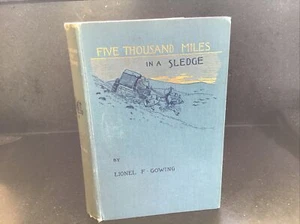 FIVE THOUSAND MILES
IN A SLEDGE
BY
LIONEL F GOWING